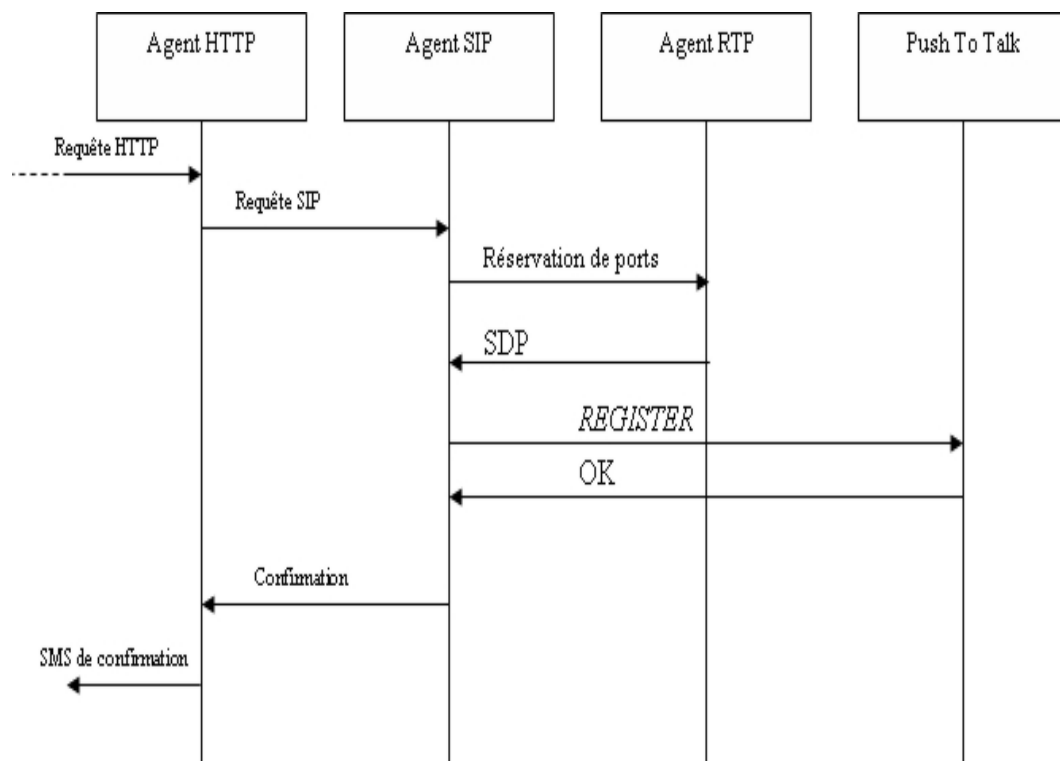 Agent HTTP
Agent SIP
Agent RTP
Push To Talk
Requête HTTP
Requête SIP
Réservation de ports
SDP
REGISTER
OK
Confirmation
SMS de confirmation